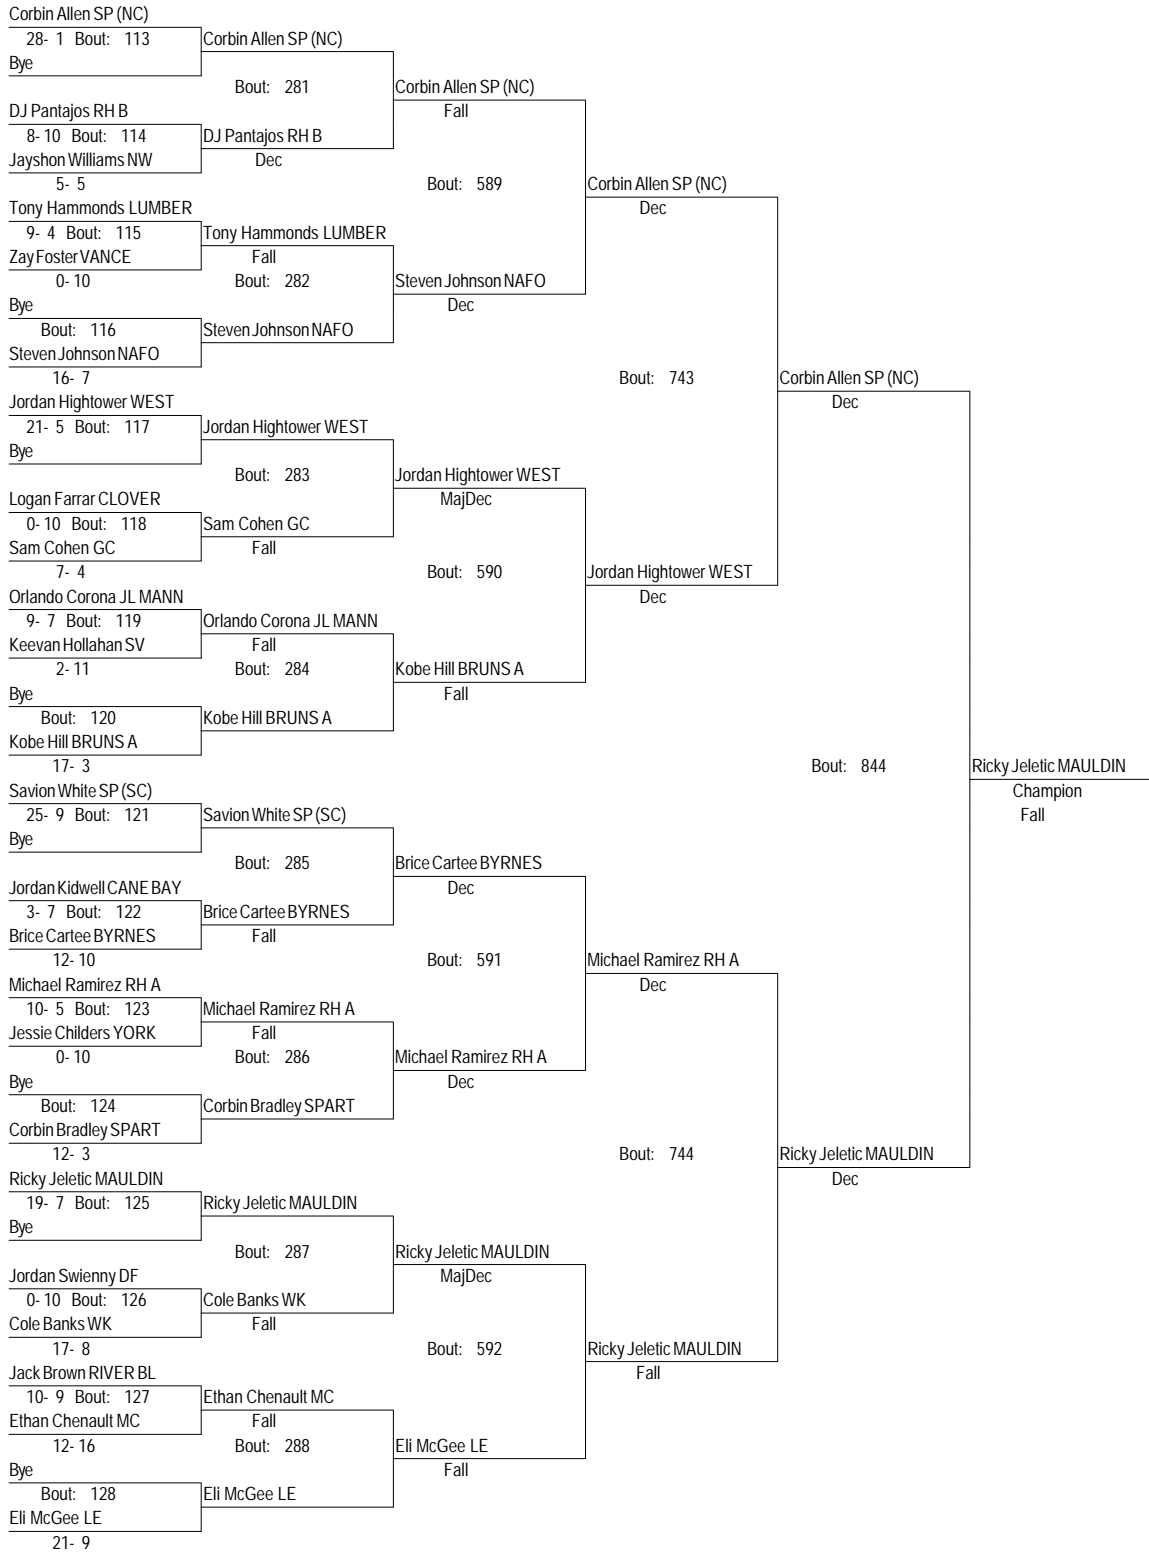 Corbin Allen SP (NC)
28- 1 Bout: 113 Corbin Allen SP (NC)
Bye
Bout: 281 Corbin Allen SP (NC)
DJ Pantajos RH B Fall
8- 10 Bout: 114 DJ Pantajos RH B
Jayshon Williams NW Dec
5- 5 Bout: 589 Corbin Allen SP (NC)
Tony Hammonds LUMBER Dec
9- 4 Bout: 115 Tony Hammonds LUMBER
Zay Foster VANCE Fall
0- 10 Bout: 282 Steven Johnson NAFO
Bye Dec
Bout: 116 Steven Johnson NAFO
Steven Johnson NAFO
16- 7 Bout: 743 Corbin Allen SP (NC)
Jordan Hightower WEST Dec
21- 5 Bout: 117 Jordan Hightower WEST
Bye
Bout: 283 Jordan Hightower WEST
Logan Farrar CLOVER MajDec
0- 10 Bout: 118 Sam Cohen GC
Sam Cohen GC Fall
7- 4 Bout: 590 Jordan Hightower WEST
Orlando Corona JL MANN Dec
9- 7 Bout: 119 Orlando Corona JL MANN
Keevan Hollahan SV Fall
2- 11 Bout: 284 Kobe Hill BRUNS A
Bye Fall
Bout: 120 Kobe Hill BRUNS A
Kobe Hill BRUNS A
17- 3 Bout: 844 Ricky Jeletic MAULDIN
Savion White SP (SC) Champion
25- 9 Bout: 121 Savion White SP (SC) Fall
Bye
Bout: 285 Brice Cartee BYRNES
Jordan Kidwell CANE BAY Dec
3- 7 Bout: 122 Brice Cartee BYRNES
Brice Cartee BYRNES Fall
12- 10 Bout: 591 Michael Ramirez RH A
Michael Ramirez RH A Dec
10- 5 Bout: 123 Michael Ramirez RH A
Jessie Childers YORK Fall
0- 10 Bout: 286 Michael Ramirez RH A
Bye Dec
Bout: 124 Corbin Bradley SPART
Corbin Bradley SPART
12- 3 Bout: 744 Ricky Jeletic MAULDIN
Ricky Jeletic MAULDIN Dec
19- 7 Bout: 125 Ricky Jeletic MAULDIN
Bye
Bout: 287 Ricky Jeletic MAULDIN
Jordan Swienny DF MajDec
0- 10 Bout: 126 Cole Banks WK
Cole Banks WK Fall
17- 8 Bout: 592 Ricky Jeletic MAULDIN
Jack Brown RIVER BL Fall
10- 9 Bout: 127 Ethan Chenault MC
Ethan Chenault MC Fall
12- 16 Bout: 288 Eli McGee LE
Bye Fall
Bout: 128 Eli McGee LE
Eli McGee LE
21- 9